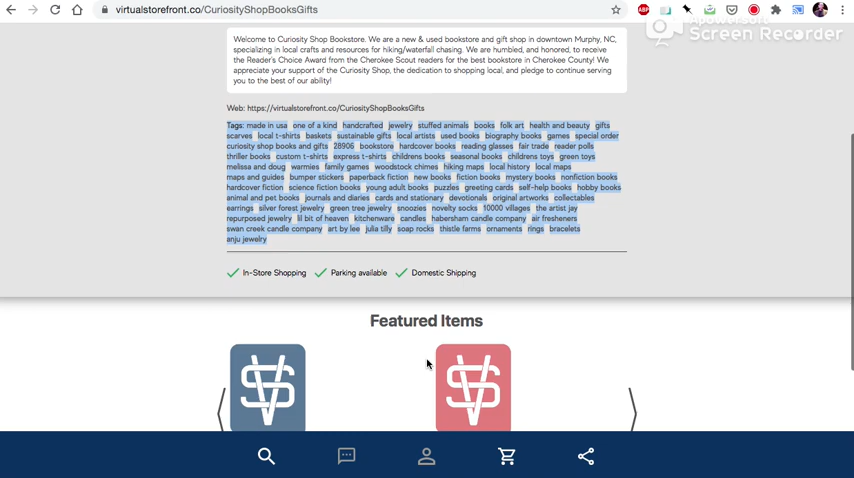 virtualstorefront.co/CuriosityShopBooksGifts
Apowersoft
Screen Recorder
Welcome to Curiosity Shop Bookstore. We are a new & used bookstore and gift shop in downtown Murphy, NC,
specializing in local crafts and resources for hiking/waterfall chasing. We are humbled, and honored, to receive
the Reader's Choice Award from the Cherokee Scout readers for the best bookstore in Cherokee County! We
appreciate your support of the Curiosity Shop, the dedication to shopping local, and pledge to continue serving
you to the best of our ability!
Web: https://virtualstorefront.co/CuriosityShopBooksGifts
Tags: made in usa one of a kind handcrafted jewelry stuffed animals books folk art health and beauty gifts
scarves local t-shirts baskets sustainable gifts local artists used books biography books games special order
curiosity shop books and gifts 28906 bookstore hardcover books reading glasses fair trade reader polls
thriller books custom t-shirts express t-shirts childrens books seasonal books childrens toys green toys
melissa and doug warmies family games woodstock chimes hiking maps local history local maps
maps and guides bumper stickers paperback fiction new books fiction books mystery books nonfiction books
hardcover fiction science fiction books young adult books puzzles greeting cards self-help books hobby books
animal and pet books journals and diaries cards and stationary devotionals original artworks collectables
earrings silver forest jewelry green tree jewelry snoozies novelty socks 10000 villages the artist jay
repurposed jewelry lil bit of heaven kitchenware candles habersham candle company air fresheners
swan creek candle company art by lee julia tilly soap rocks thistle farms ornaments rings bracelets
anju jewelry
In-Store Shopping Parking available Domestic Shipping
Featured Items